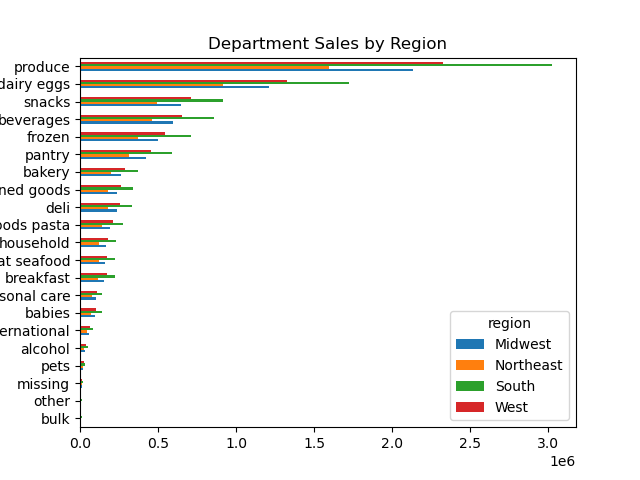 Department Sales by Region
produce
dairy eggs
snacks
beverages
frozen
pantry
bakery
ned goods
deli
ods pasta
household
at seafood
breakfast
sonal care
babies
ernational
alcohol
pets
missing
other
bulk
region
Midwest
Northeast
South
West
0.0 0.5 1.0 1.5 2.0 2.5 3.0
1e6